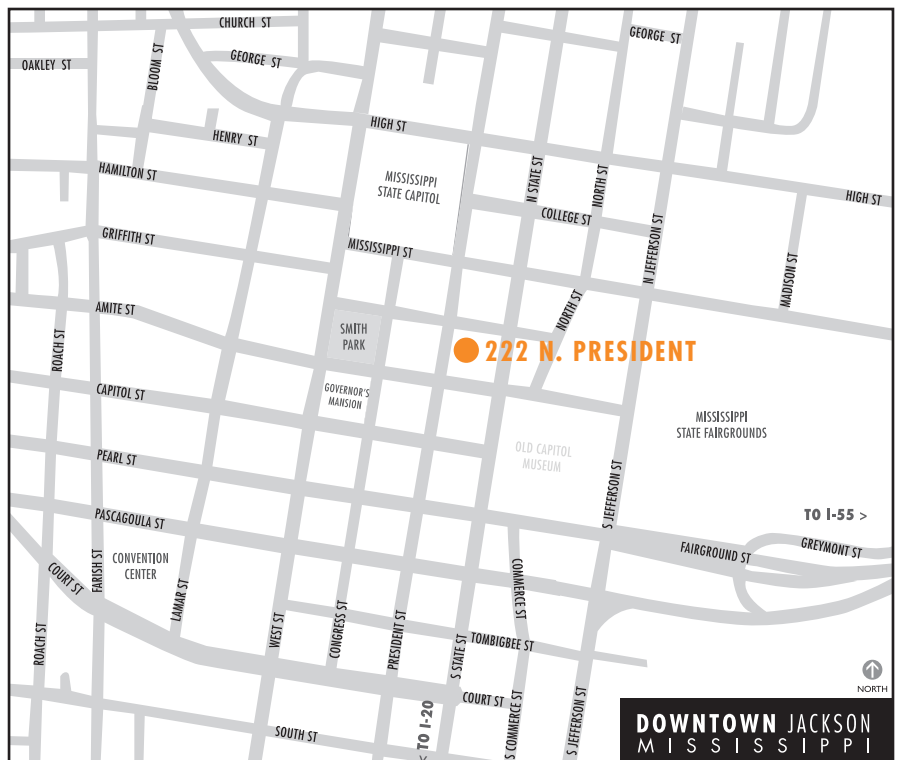 CHURCH ST
GEORGE ST
GEORGE ST
OAKLEY ST
BLOOM ST
HIGH ST
HENRY ST
HAMILTON ST
MISSISSIPPI
STATE CAPITOL
N STATE ST
NORTH ST
HIGH ST
COLLEGE ST
GRIFFITH ST
MISSISSIPPI ST
N JEFFERSON ST
MADISON ST
AMITE ST
NORTH ST
SMITH
PARK
222 N. PRESIDENT
ROACH ST
CAPITOL ST
GOVERNOR'S
MANSION
MISSISSIPPI
STATE FAIRGROUNDS
OLD CAPITOL
MUSEUM
PEARL ST
S JEFFERSON ST
PASCAGOULA ST
TO I-55 >
GREYMONT ST
FAIRGROUND ST
CONVENTION
CENTER
FARISH ST
COURT ST
LAMAR ST
COMMERCE ST
ROACH ST
WEST ST
CONGRESS ST
PRESIDENT ST
S STATE ST
TOMBIGBEE ST
NORTH
COURT ST
S COMMERCE ST
S JEFFERSON ST
< TO I-20
SOUTH ST
DOWNTOWN JACKSON
MISSISSIPPI